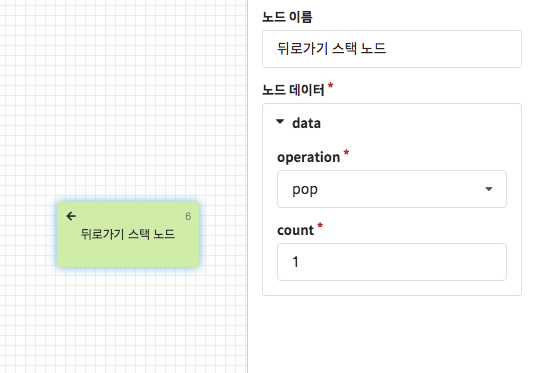 노드 이름
뒤로가기 스택 노드
노드 데이터 *
data
operation *
pop
count *
1
6
뒤로가기 스택 노드